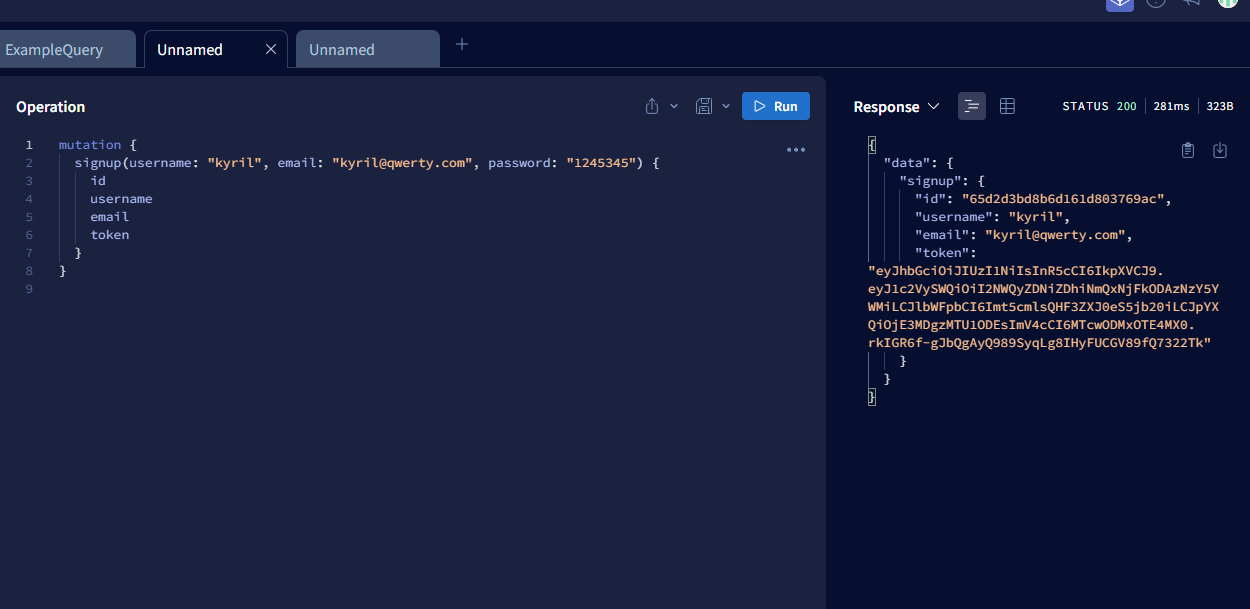 ExampleQuery
Unnamed
Unnamed
Operation
Run
Response
STATUS 200
281ms
323B
1 mutation {
2 signup(username: "kyril", email: "kyril@qwerty.com", password: "1245345") {
3 id
4 username
5 email
6 token
7 }
8 }
9
{
"data": {
"signup": {
"id": "65d2d3bd8b6d161d803769ac",
"username": "kyril",
"email": "kyril@qwerty.com",
"token":
"eyJhbGciOiJIUzI1NiIsInR5cCI6IkpXVCJ9.
eyJ1c2VySWQiOiI2NWQyZDNiZDhiNmQxNjFkODAzNzY5Y
WMiLCJlbWFpbCI6Imt5cmlsQHF3ZXJ0eS5jb20iLCJpYX
QiOjE3MDgzMTU1ODEsImV4cCI6MTcwODMxOTE4MX0.
rkIGR6f-gJbQgAyQ989SyqLg8IHyFUCGV89fQ7322Tk"
}
}
}